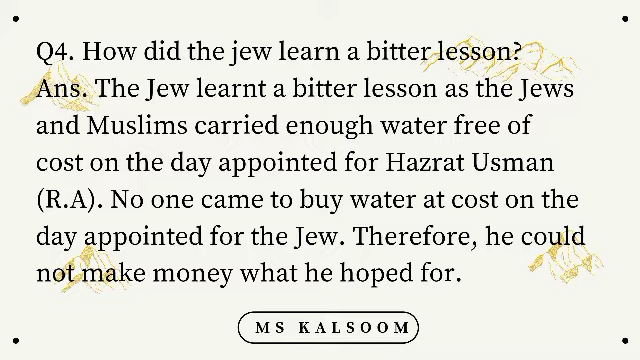 Q4. How did the jew learn a bitter lesson?
Ans. The Jew learnt a bitter lesson as the Jews
and Muslims carried enough water free of
cost on the day appointed for Hazrat Usman
(R.A). No one came to buy water at cost on the
day appointed for the Jew. Therefore, he could
not make money what he hoped for.
MS KALSOOM